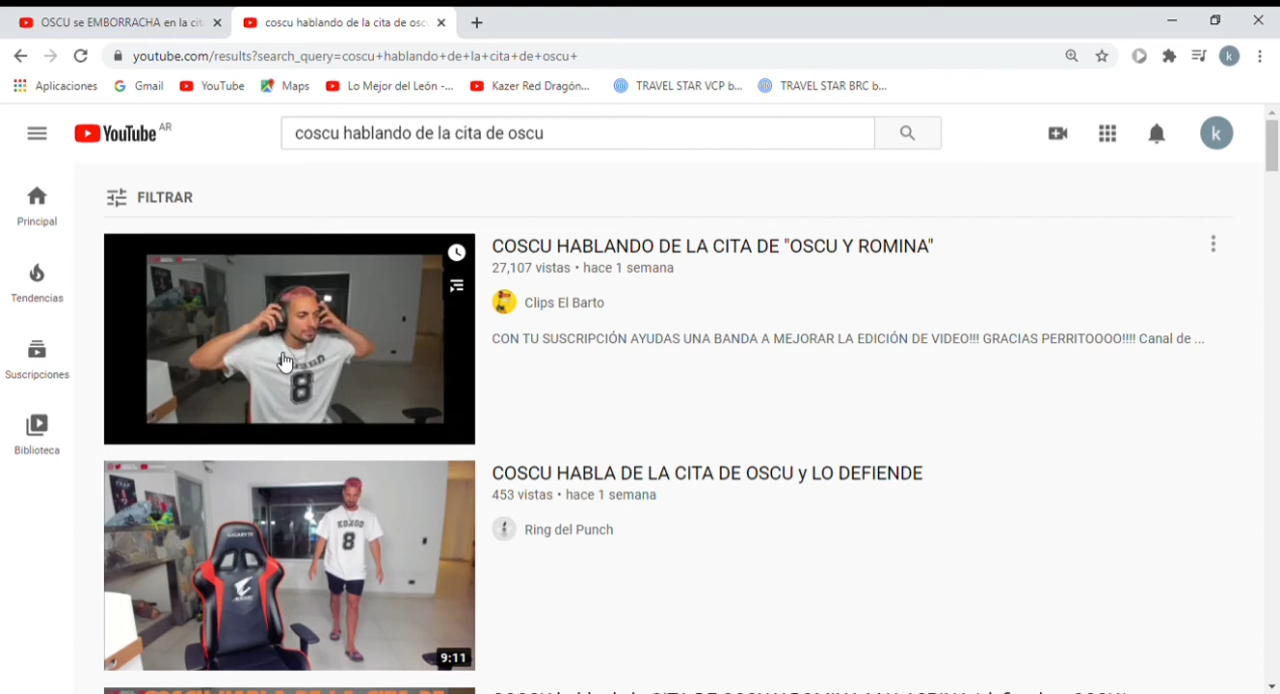 OSCU se EMBORRACHA en la cit
coscu hablando de la cita de osc
youtube.com/results?search_query=coscu+hablando+de+la+cita+de+oscu+
k
Aplicaciones
Gmail
YouTube
Maps
Lo Mejor del León -...
Kazer Red Dragón...
TRAVEL STAR VCP b...
TRAVEL STAR BRC b...
YouTube AR
coscu hablando de la cita de oscu
k
Principal
Tendencias
Suscripciones
Biblioteca
FILTRAR
8
COSCU HABLANDO DE LA CITA DE "OSCU Y ROMINA"
27,107 vistas • hace 1 semana
Clips El Barto
CON TU SUSCRIPCIÓN AYUDAS UNA BANDA A MEJORAR LA EDICIÓN DE VIDEO!!! GRACIAS PERRITOOOO!!!! Canal de ...
KONGO
8
GIGABYTE
9:11
COSCU HABLA DE LA CITA DE OSCU y LO DEFIENDE
453 vistas • hace 1 semana
Ring del Punch